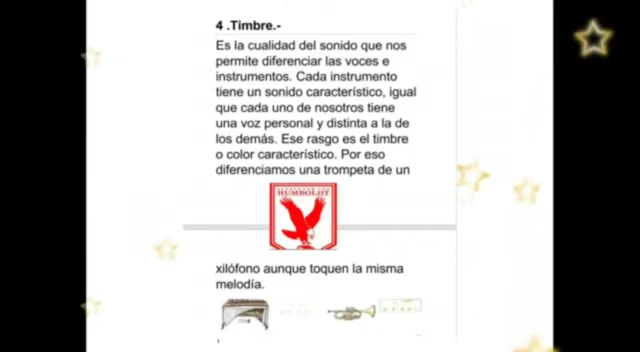 4 .Timbre.-
Es la cualidad del sonido que nos
permite diferenciar las voces e
instrumentos. Cada instrumento
tiene un sonido característico, igual
que cada uno de nosotros tiene
una voz personal y distinta a la de
los demás. Ese rasgo es el timbre
o color característico. Por eso
diferenciamos una trompeta de un
HUMBOLDT
xilófono aunque toquen la misma
melodía.